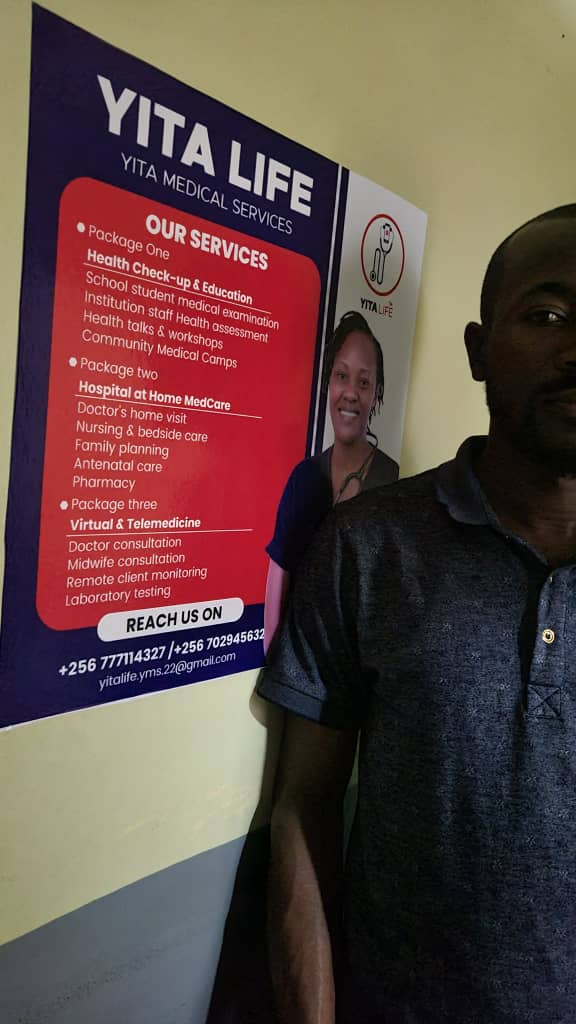 YITA LIFE
YITA MEDICAL SERVICES
OUR SERVICES
Package One
Health Check-up & Education
School student medical examination
Institution staff Health assessment
Health talks & workshops
Community Medical Camps
Package two
Hospital at Home MedCare
Doctor's home visit
Nursing & bedside care
Family planning
Antenatal care
Pharmacy
Package three
Virtual & Telemedicine
Doctor consultation
Midwife consultation
Remote client monitoring
Laboratory testing
REACH US ON
+256 777114327 /+256 702945632
yitalife.yms.22@gmail.com
YITA LIFE